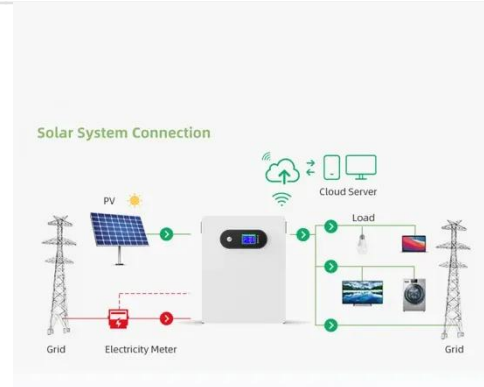 Solar System Connection
Cloud Server
PV
Load
Grid
Electricity Meter
Grid